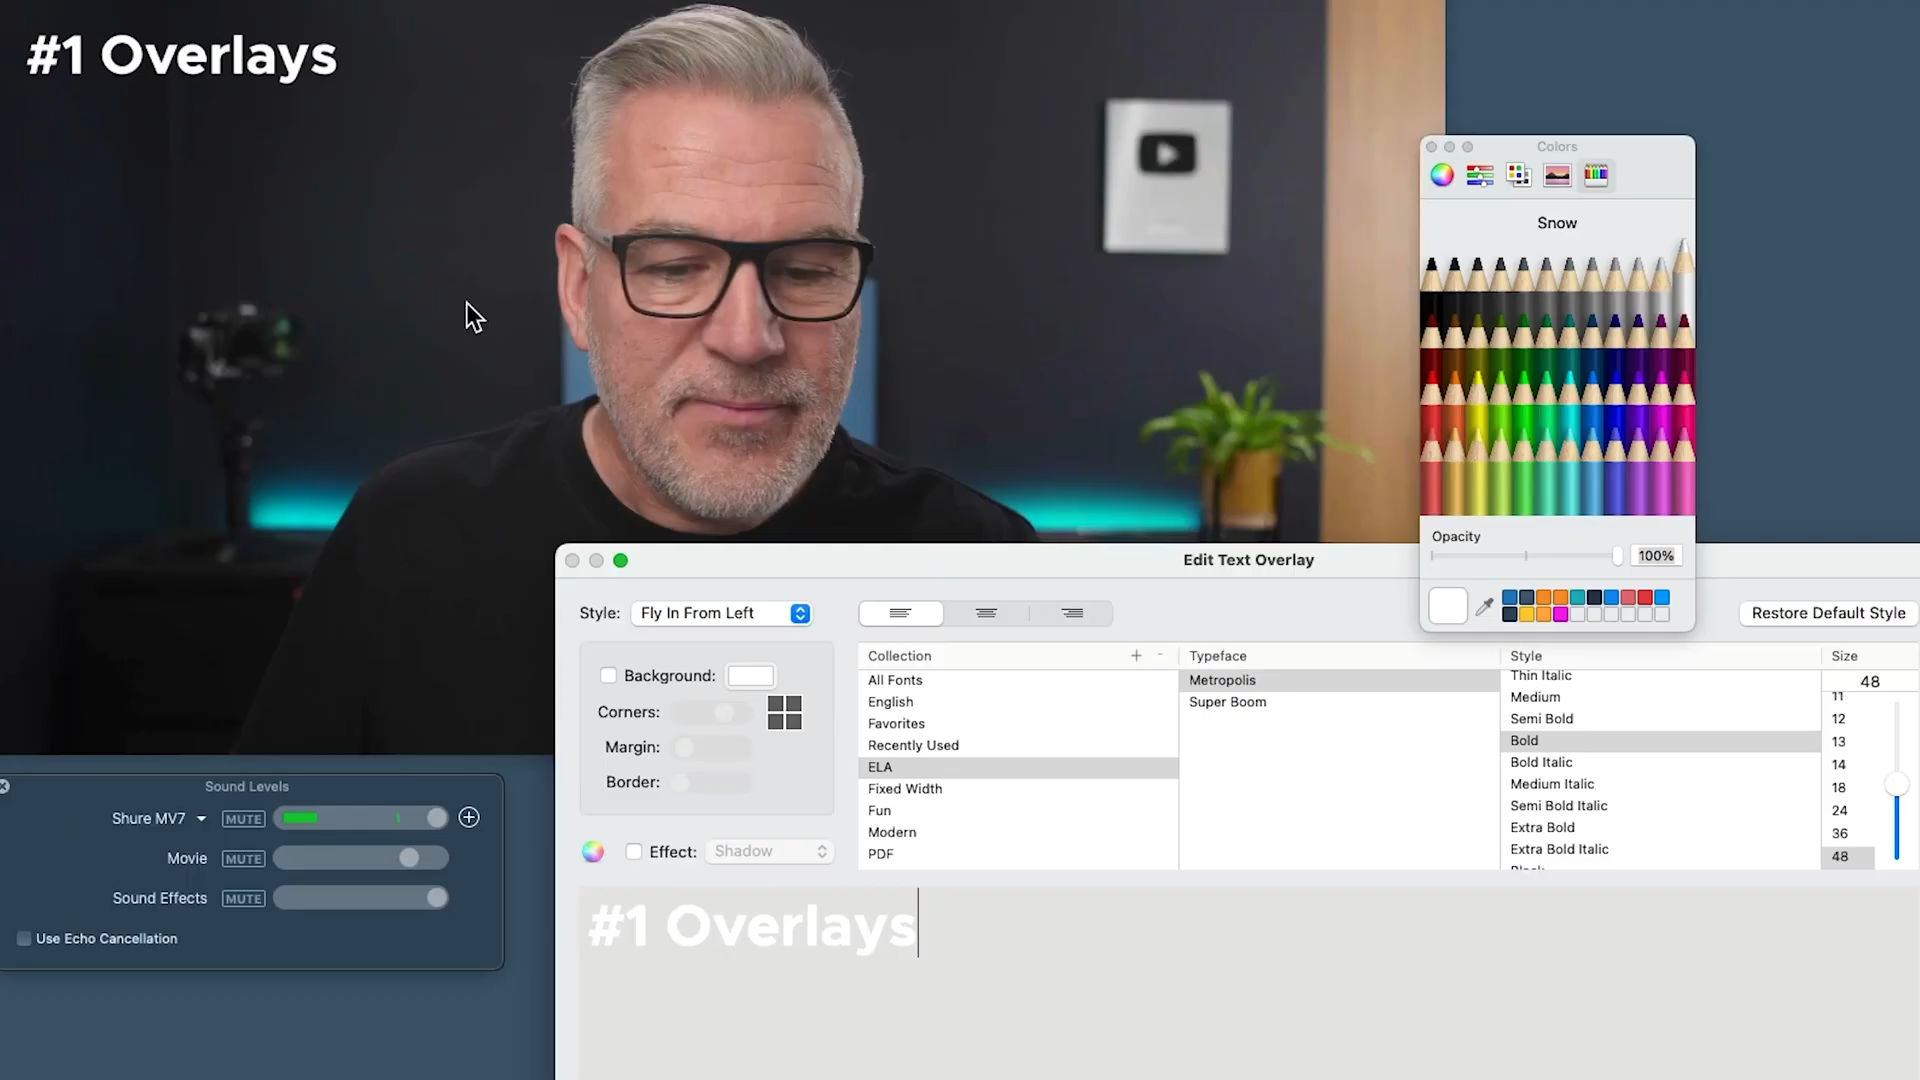 #1 Overlays
Colors
Snow
Opacity
100%
Edit Text Overlay
Style: Fly In From Left
Restore Default Style
Background:
Corners:
Margin:
Border:
Effect: Shadow
Collection + -
All Fonts
English
Favorites
Recently Used
ELA
Fixed Width
Fun
Modern
PDF
Typeface
Metropolis
Super Boom
Style
Thin Italic
Medium
Semi Bold
Bold
Bold Italic
Medium Italic
Semi Bold Italic
Extra Bold
Extra Bold Italic
Size
48
11
12
13
14
18
24
36
48
#1 Overlays
Sound Levels
Shure MV7 MUTE
Movie MUTE
Sound Effects MUTE
Use Echo Cancellation